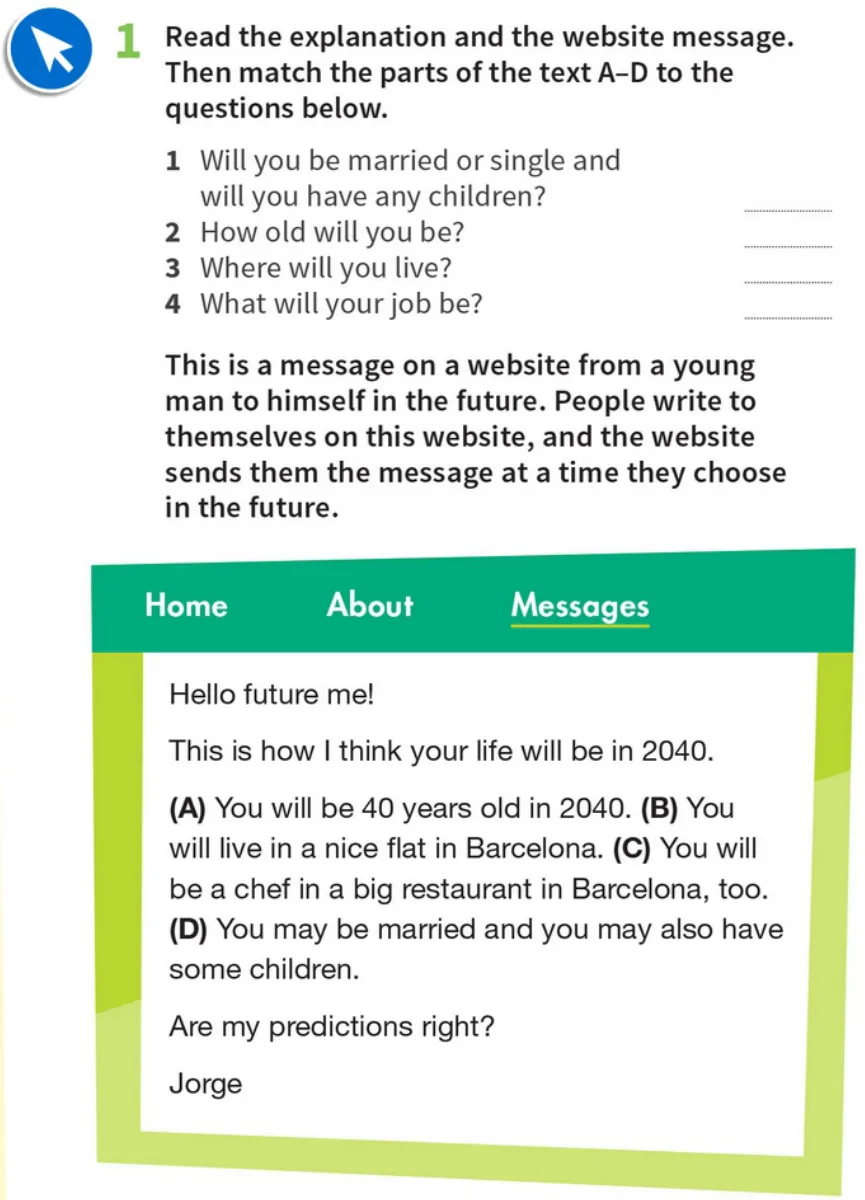 1 Read the explanation and the website message.
Then match the parts of the text A–D to the
questions below.
1 Will you be married or single and
will you have any children?
2 How old will you be?
3 Where will you live?
4 What will your job be?
This is a message on a website from a young
man to himself in the future. People write to
themselves on this website, and the website
sends them the message at a time they choose
in the future.
Home About Messages
Hello future me!
This is how I think your life will be in 2040.
(A) You will be 40 years old in 2040. (B) You
will live in a nice flat in Barcelona. (C) You will
be a chef in a big restaurant in Barcelona, too.
(D) You may be married and you may also have
some children.
Are my predictions right?
Jorge